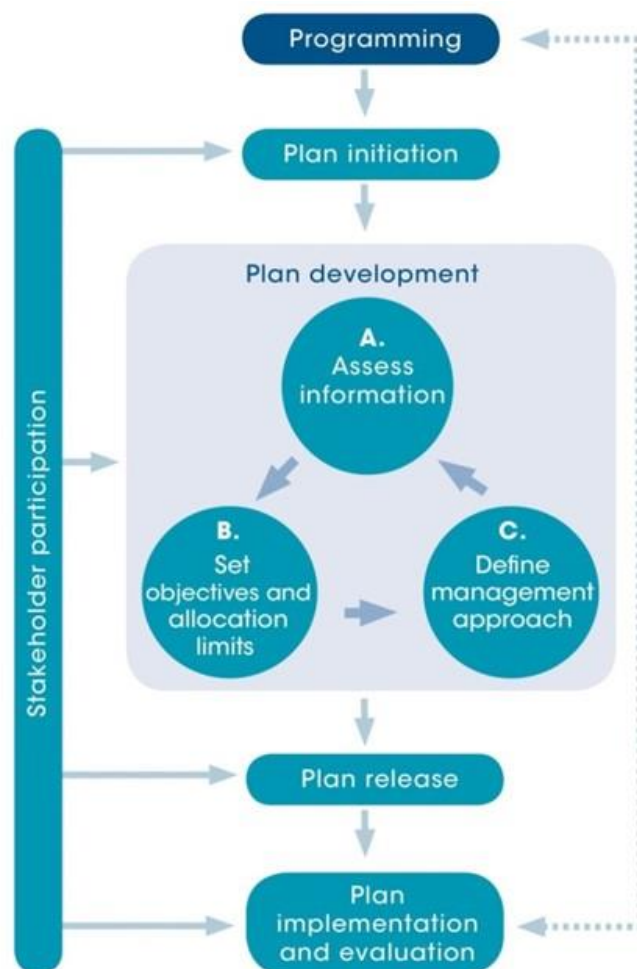 Programming
Plan initiation
Stakeholder participation
Plan development
A.
Assess
information
B.
Set
objectives and
allocation
limits
C.
Define
management
approach
Plan release
Plan
implementation
and evaluation